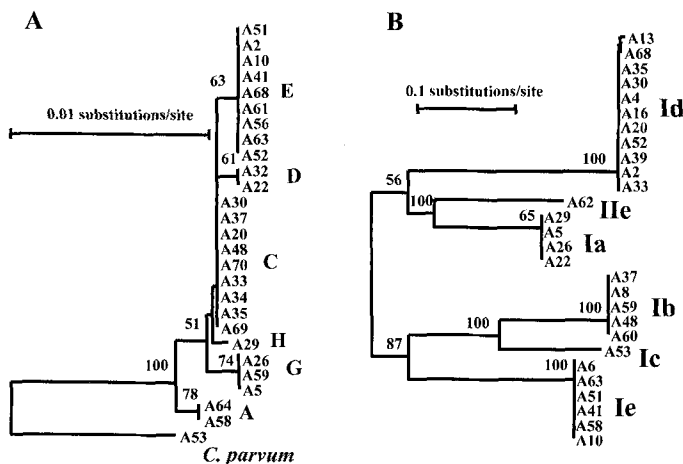 A
A51
A2
A10
A41
A68
A61
A56
A63
A52
E
63
0.01 substitutions/site
61
A32
A22
D
A30
A37
A20
A48
A70
A33
A34
A35
A69
C
51
A29
H
74
A26
A59
A5
G
100
78
A64
A58
A
A53
C. parvum
B
0.1 substitutions/site
A13
A68
A35
A30
A4
A16
A20
A52
A39
A2
A33
Id
100
56
100
A62
IIe
65
A29
A5
A26
A22
Ia
A37
A8
A59
A48
A60
Ib
100
100
A53
Ic
87
100
A6
A63
A51
A41
A58
A10
Ie